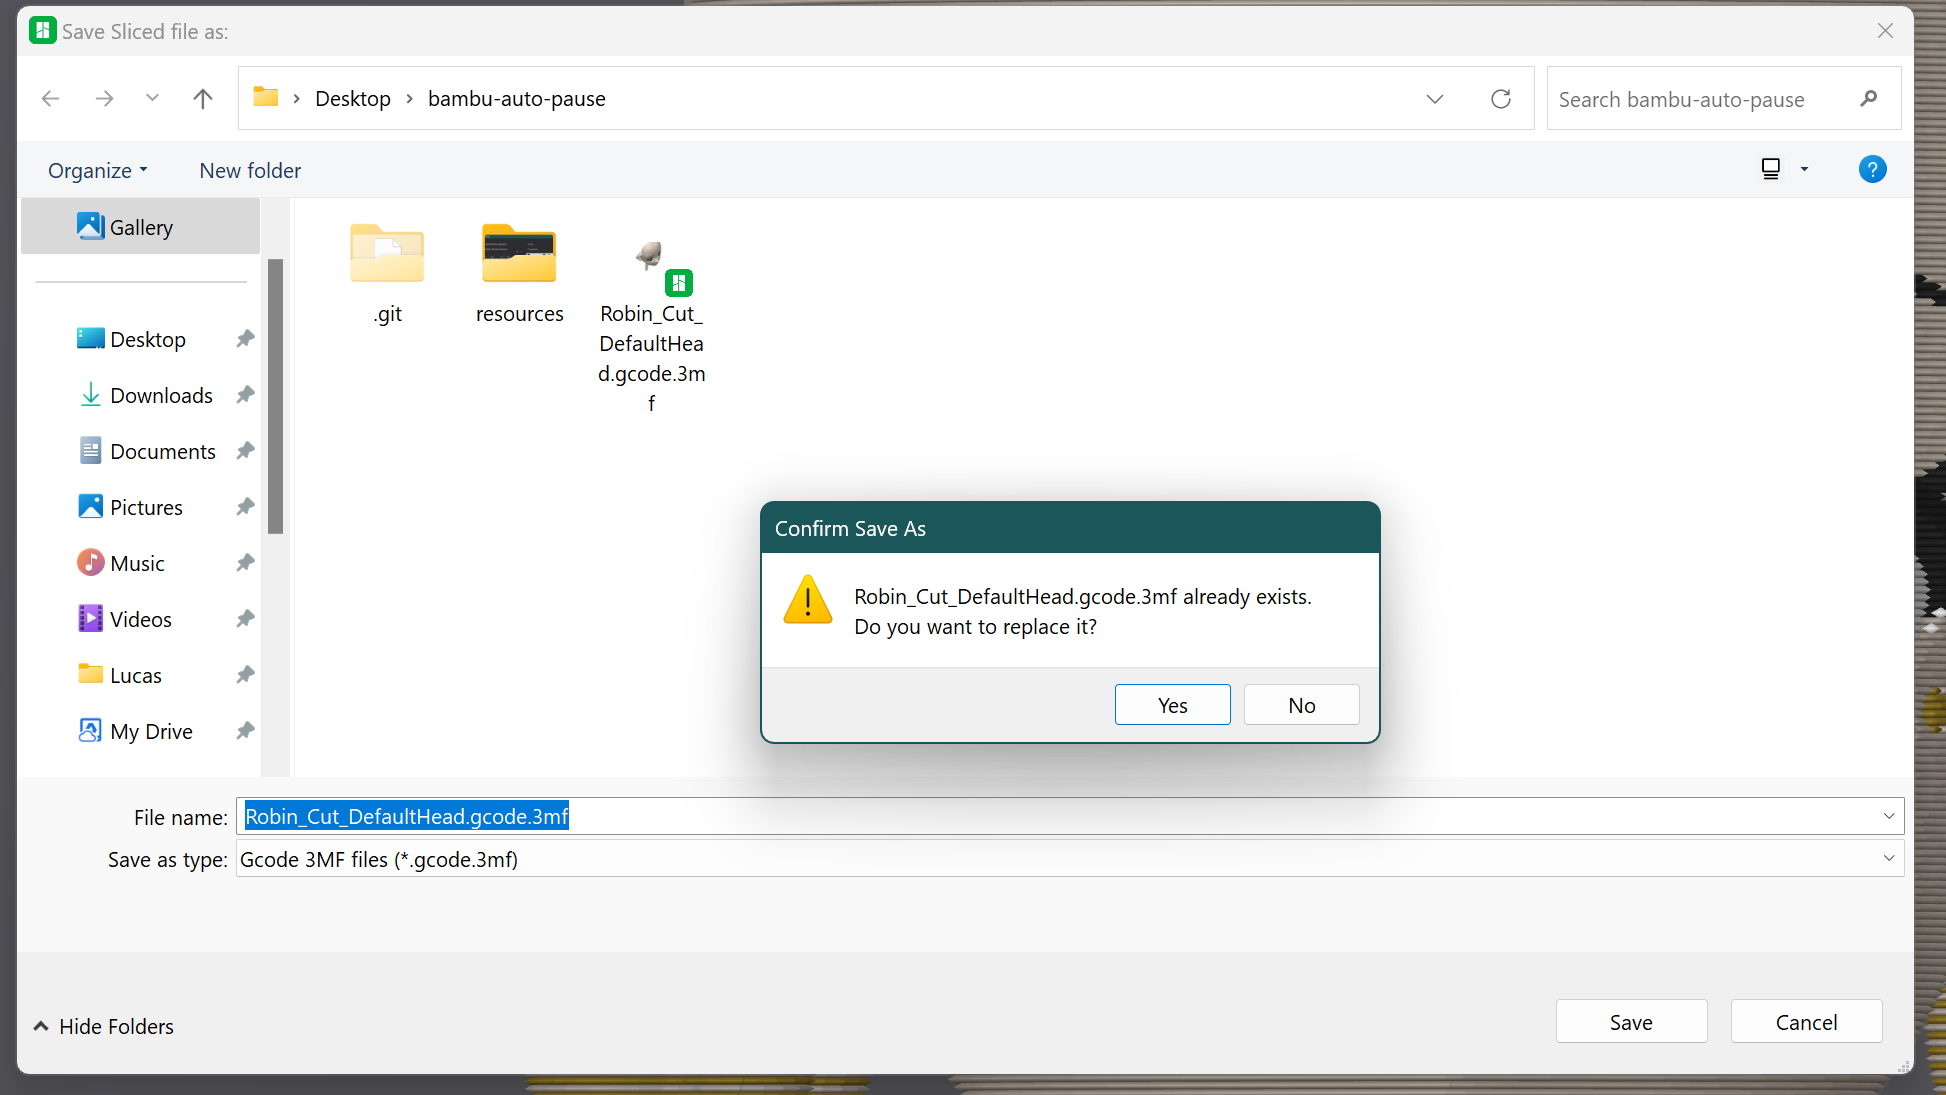 Save Sliced file as:
Desktop > bambu-auto-pause
Search bambu-auto-pause
Organize
New folder
?
Gallery
Desktop
Downloads
Documents
Pictures
Music
Videos
Lucas
My Drive
.git
resources
Robin_Cut_
DefaultHea
d.gcode.3m
f
Confirm Save As
Robin_Cut_DefaultHead.gcode.3mf already exists.
Do you want to replace it?
Yes
No
File name: Robin_Cut_DefaultHead.gcode.3mf
Save as type: Gcode 3MF files (*.gcode.3mf)
Hide Folders
Save
Cancel